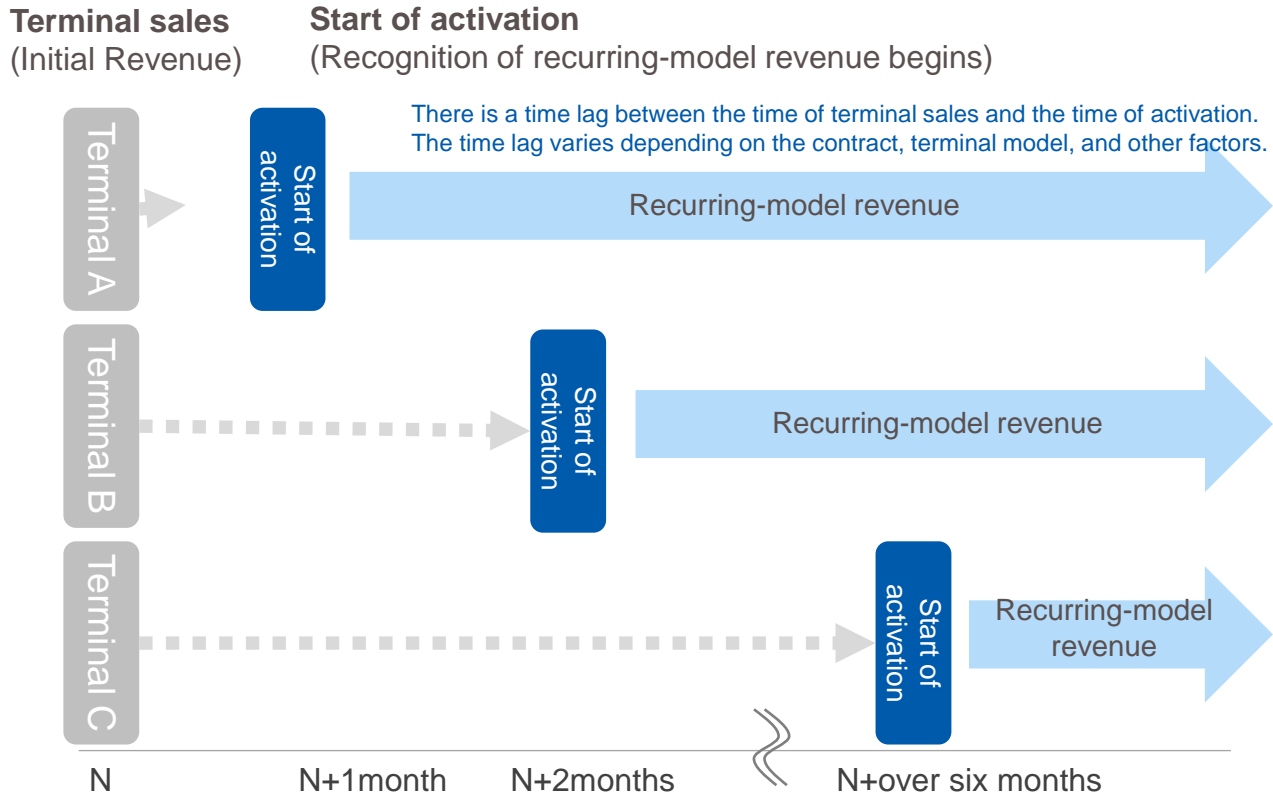 Terminal sales
(Initial Revenue)
Start of activation
(Recognition of recurring-model revenue begins)
There is a time lag between the time of terminal sales and the time of activation.
The time lag varies depending on the contract, terminal model, and other factors.
Terminal A
Start of
activation
Recurring-model revenue
Terminal B
Start of
activation
Recurring-model revenue
Terminal C
Start of
activation
Recurring-model
revenue
N
N+1month
N+2months
N+over six months